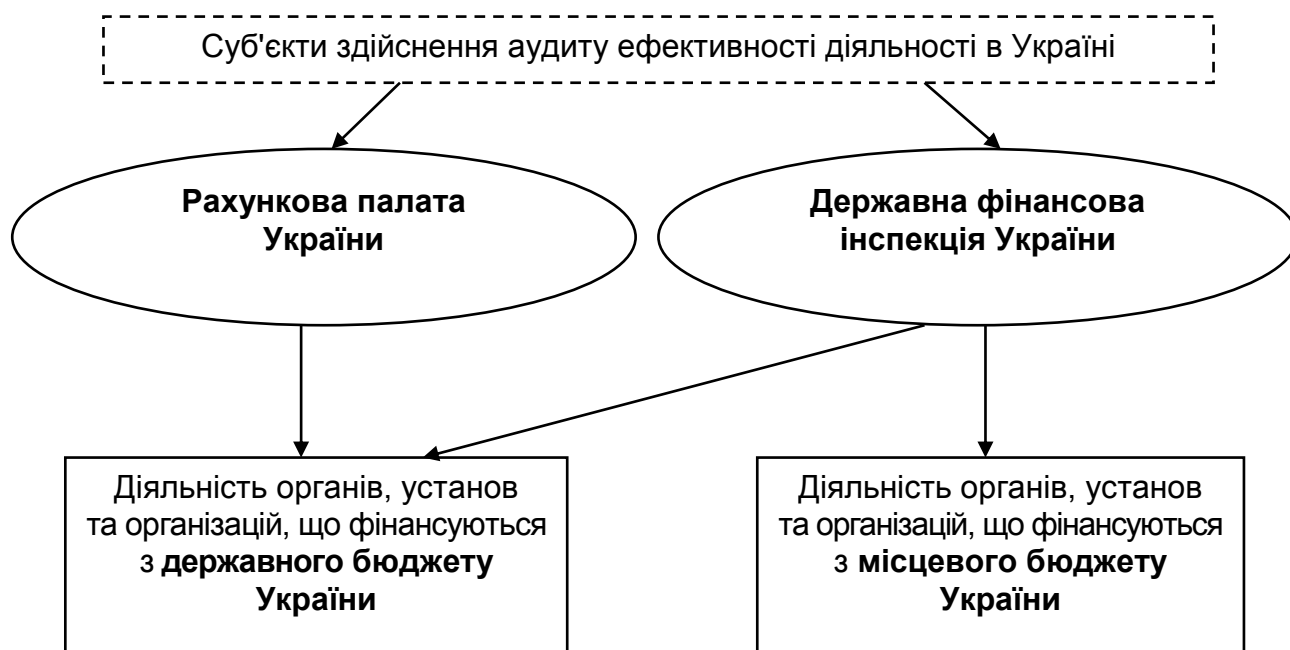 Суб'єкти здійснення аудиту ефективності діяльності в Україні
Рахункова палата
України
Державна фінансова
інспекція України
Діяльність органів, установ
та організацій, що фінансуються
з державного бюджету
України
Діяльність органів, установ
та організацій, що фінансуються
з місцевого бюджету
України